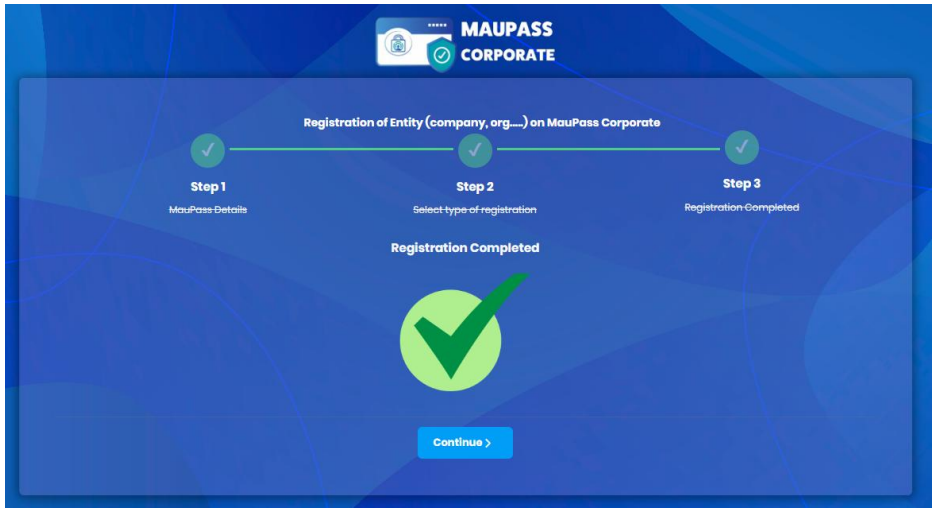 MAUPASS
CORPORATE
Registration of Entity (company, org.....) on MauPass Corporate
Step 1
MauPass Details
Step 2
Select type of registration
Step 3
Registration Completed
Registration Completed
Continue >